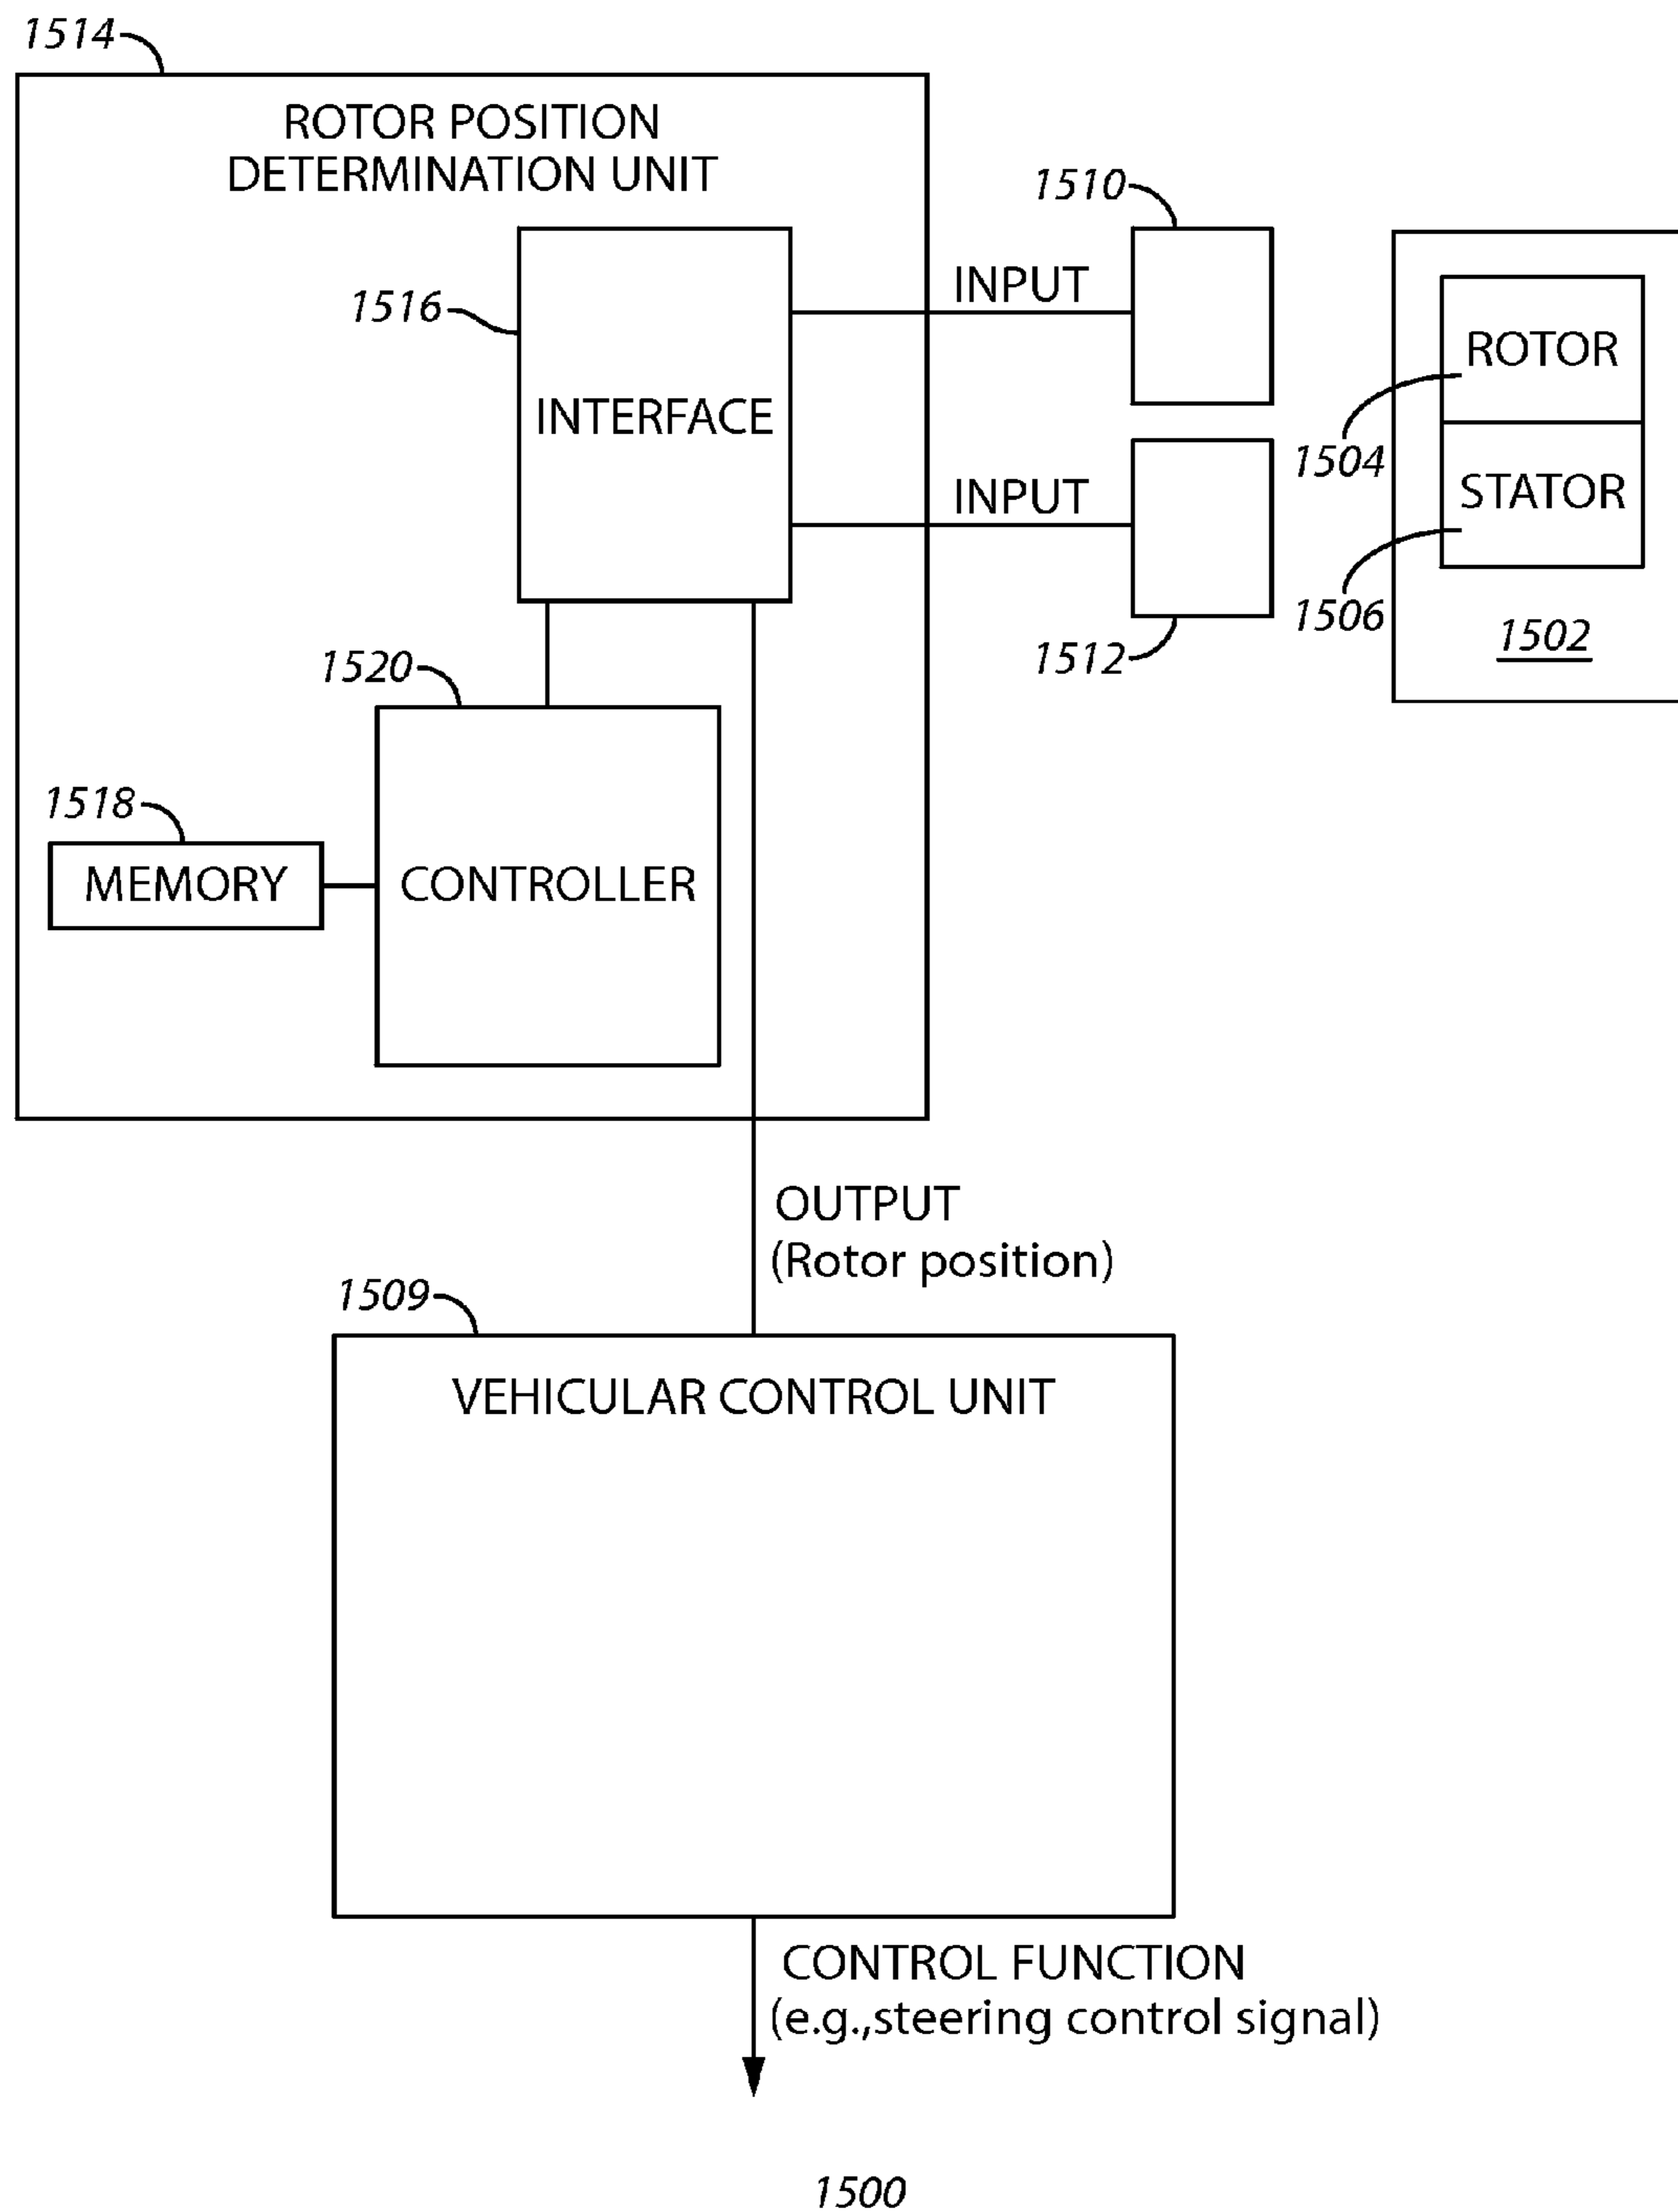 1514
ROTOR POSITION
DETERMINATION UNIT
1510
1516
INPUT
INTERFACE
ROTOR
1504
INPUT
STATOR
1506
1502
1512
1520
1518
MEMORY
CONTROLLER
OUTPUT
(Rotor position)
1509
VEHICULAR CONTROL UNIT
CONTROL FUNCTION
(e.g.,steering control signal)
1500